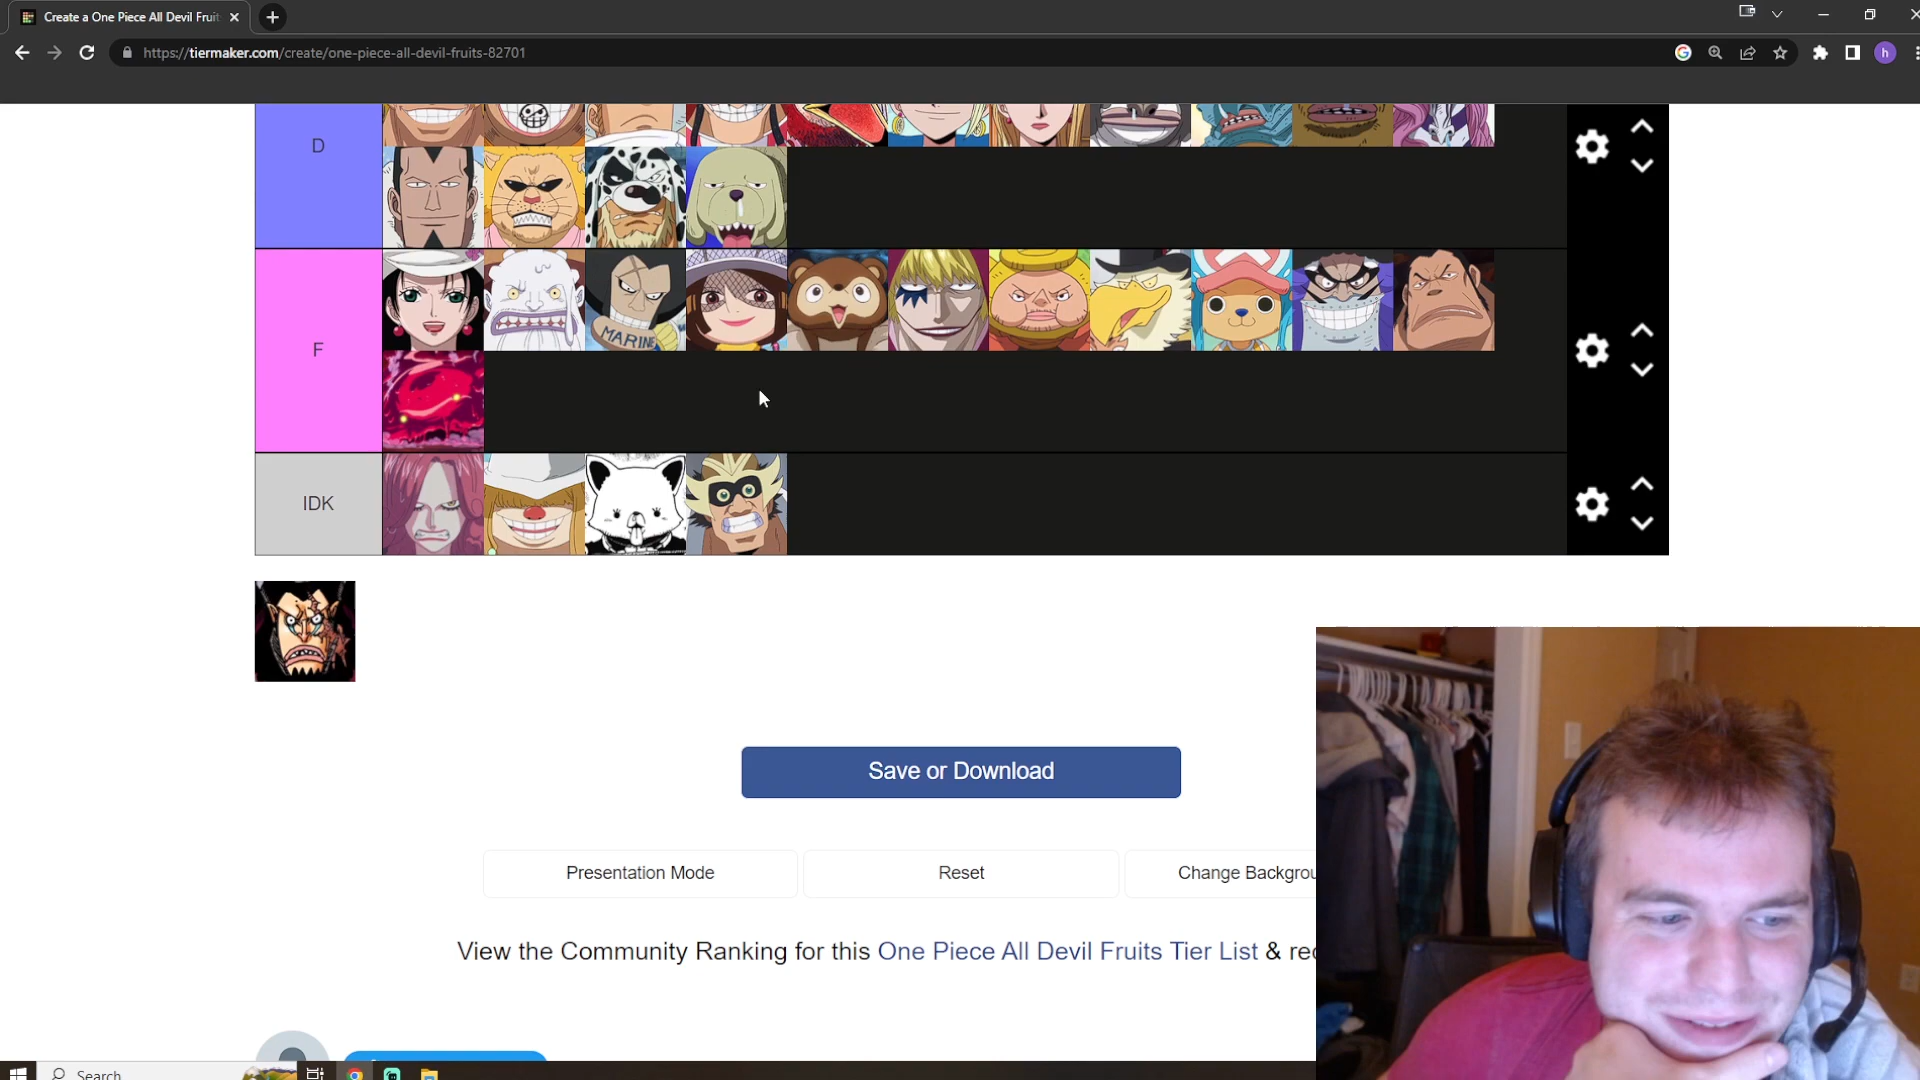 Create a One Piece All Devil Fruit
https://tiermaker.com/create/one-piece-all-devil-fruits-82701
h
D
F
MARINE
IDK
Save or Download
Presentation Mode
Reset
Change Backgrou
View the Community Ranking for this One Piece All Devil Fruits Tier List & rec
Search